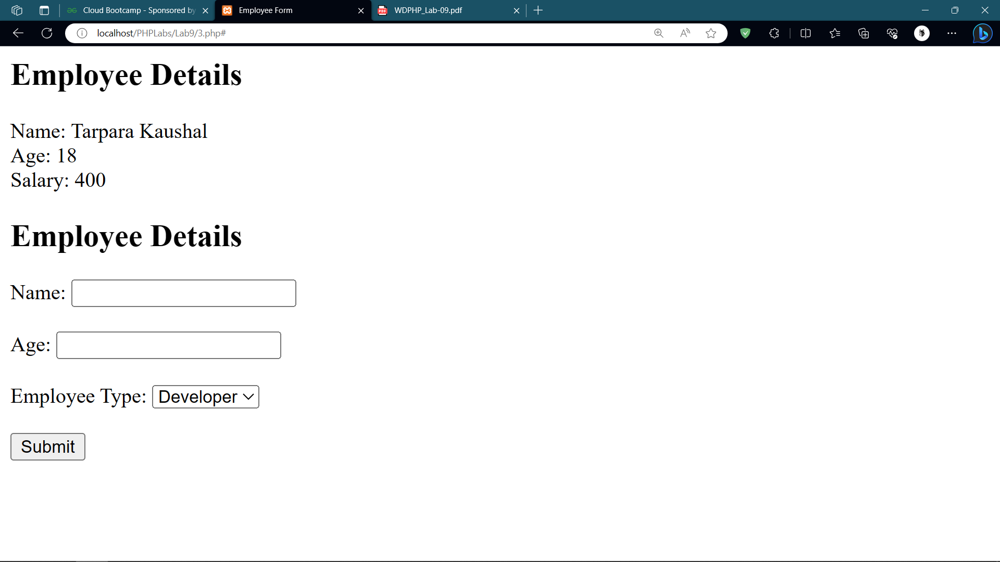 Cloud Bootcamp - Sponsored by
Employee Form
WDPHP_Lab-09.pdf
localhost/PHPLabs/Lab9/3.php#
Employee Details
Name: Tarpara Kaushal
Age: 18
Salary: 400
Employee Details
Name:
Age:
Employee Type: Developer
Submit